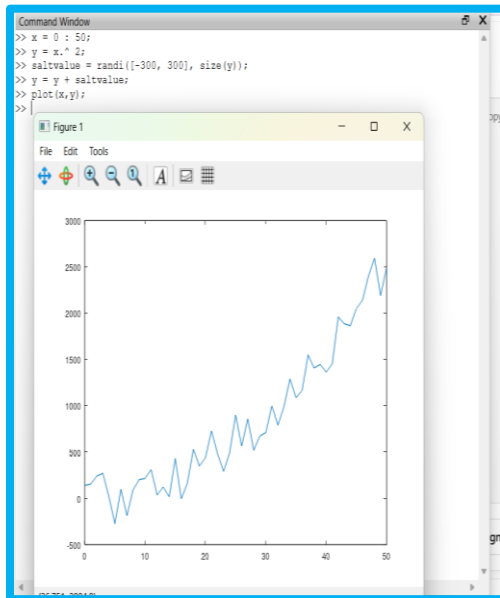 Command Window
>> x = 0 : 50;
>> y = x.^ 2;
>> saltvalue = randi([-300, 300], size(y));
>> y = y + saltvalue;
>> plot(x,y);
>>
Figure 1
File Edit Tools
A
3000
2500
2000
1500
1000
500
0
-500
0 10 20 30 40 50